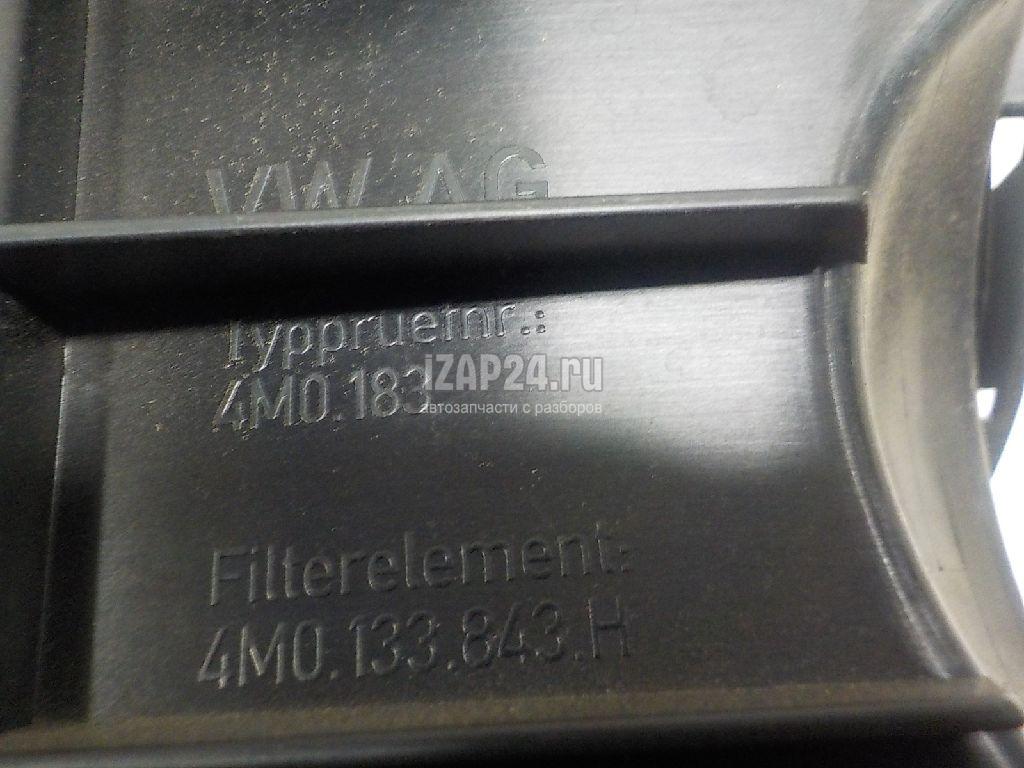 VW AG
Typpruefnr.:
4M0.183
iZAP24.ru
автозапчасти с разборов
Filterelement:
4M0.133.843.H